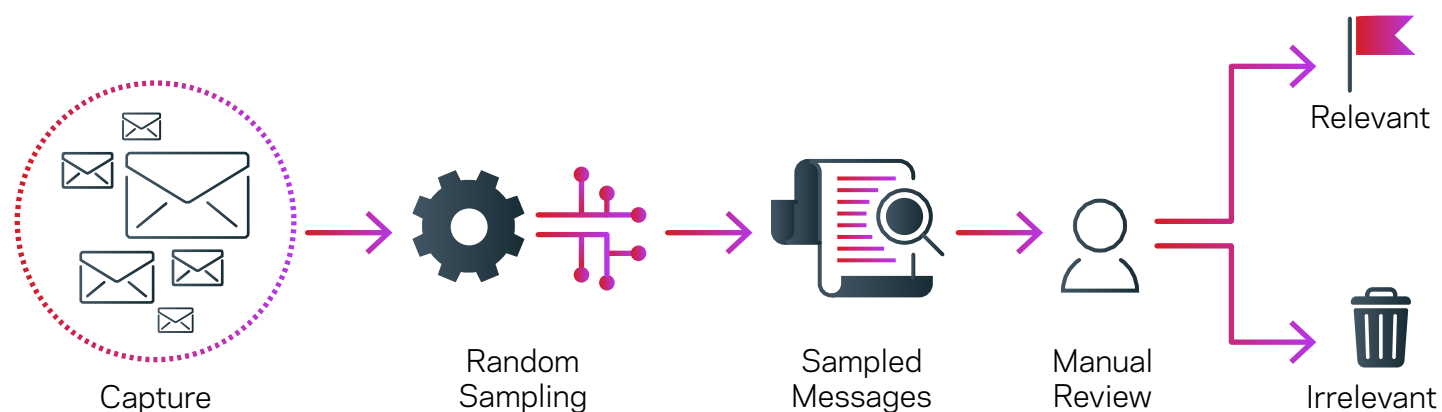 Relevant
Capture
Random
Sampling
Sampled
Messages
Manual
Review
Irrelevant